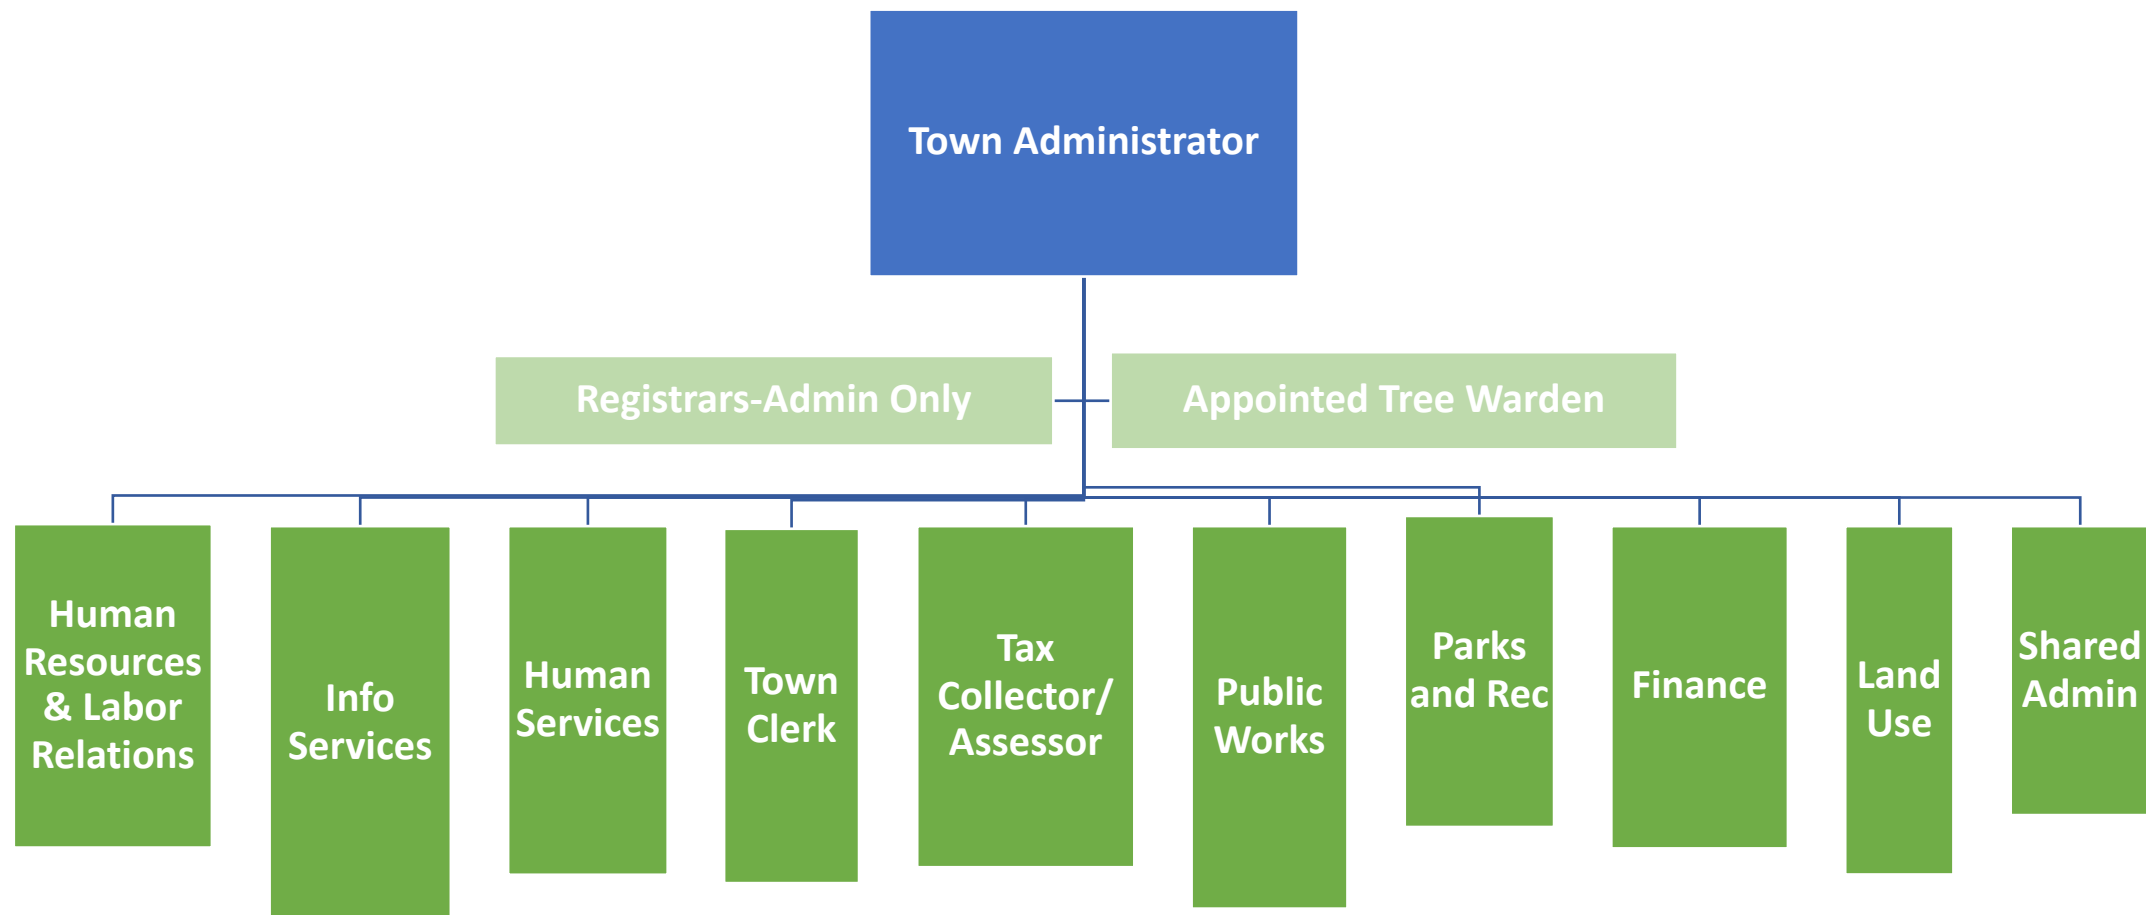 Town Administrator
Registrars-Admin Only
Appointed Tree Warden
Human
Resources
& Labor
Relations
Info
Services
Human
Services
Town
Clerk
Tax
Collector/
Assessor
Public
Works
Parks
and Rec
Finance
Land
Use
Shared
Admin